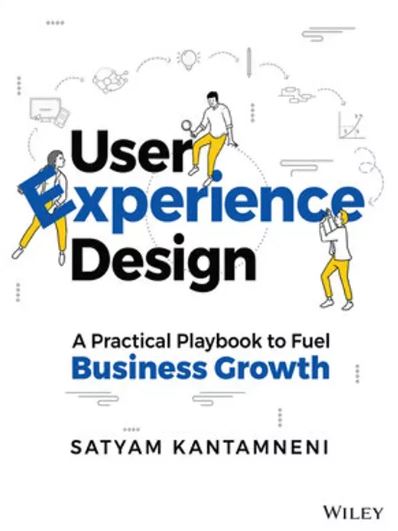 User
Experience
Design
A Practical Playbook to Fuel
Business Growth
SATYAM KANTAMNENI
WILEY